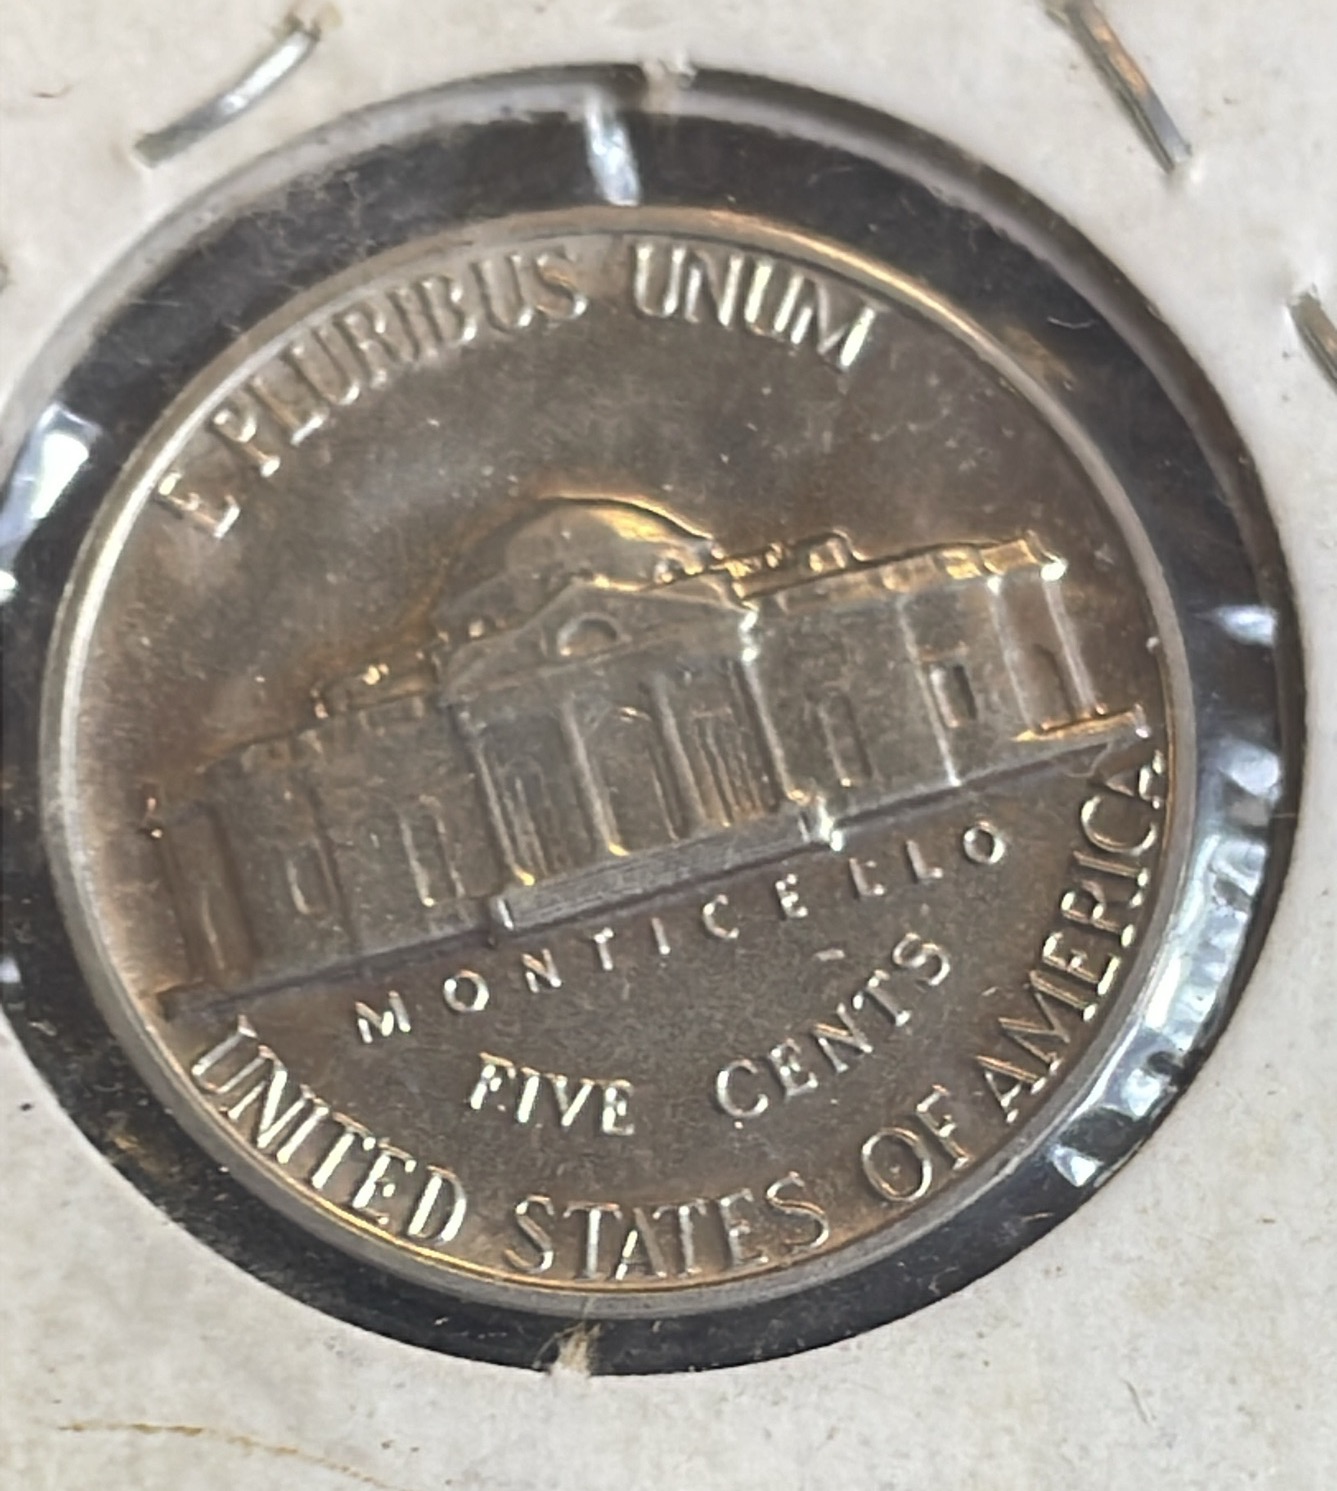 E PLURIBUS UNUM
MONTICELLO
FIVE CENTS
UNITED STATES OF AMERICA